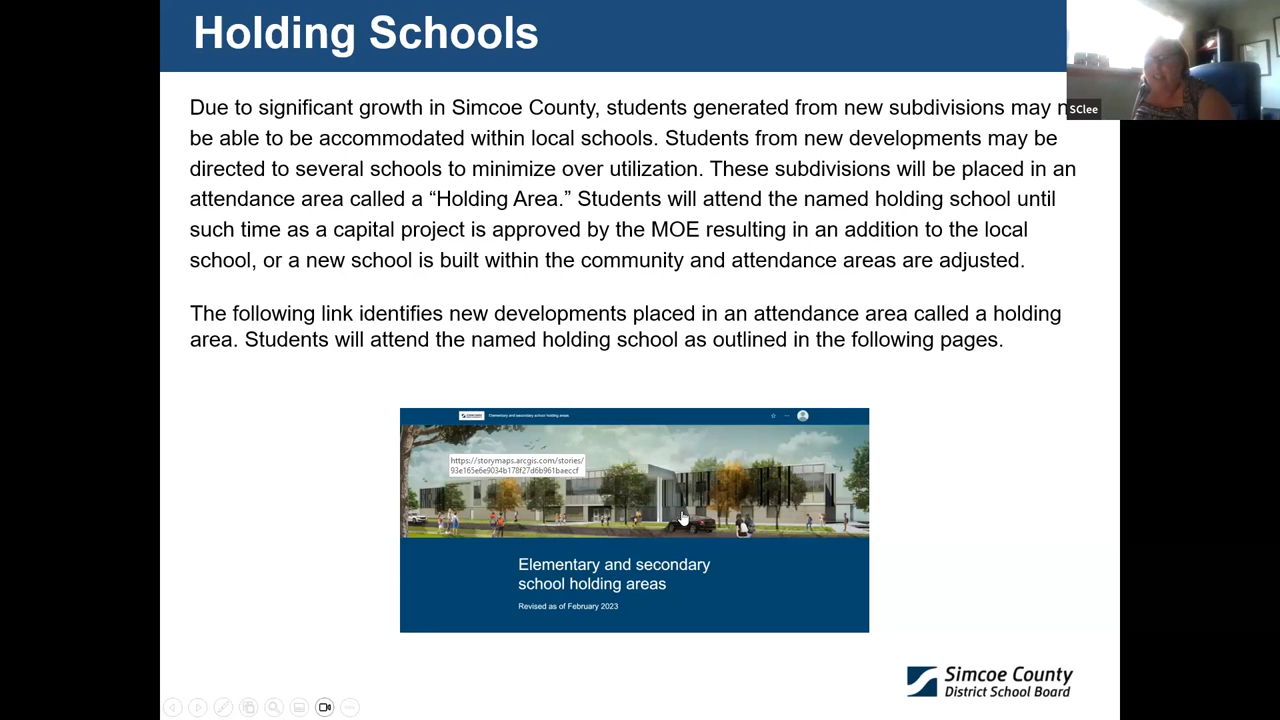 Holding Schools
Due to significant growth in Simcoe County, students generated from new subdivisions may
be able to be accommodated within local schools. Students from new developments may be
directed to several schools to minimize over utilization. These subdivisions will be placed in an
attendance area called a “Holding Area.” Students will attend the named holding school until
such time as a capital project is approved by the MOE resulting in an addition to the local
school, or a new school is built within the community and attendance areas are adjusted.
The following link identifies new developments placed in an attendance area called a holding
area. Students will attend the named holding school as outlined in the following pages.
SClee
Elementary and secondary school holding areas
https://storymaps.arcgis.com/stories/
93e165e6e9034b178f27d6b961baeccf
Elementary and secondary
school holding areas
Revised as of February 2023
Simcoe County
District School Board